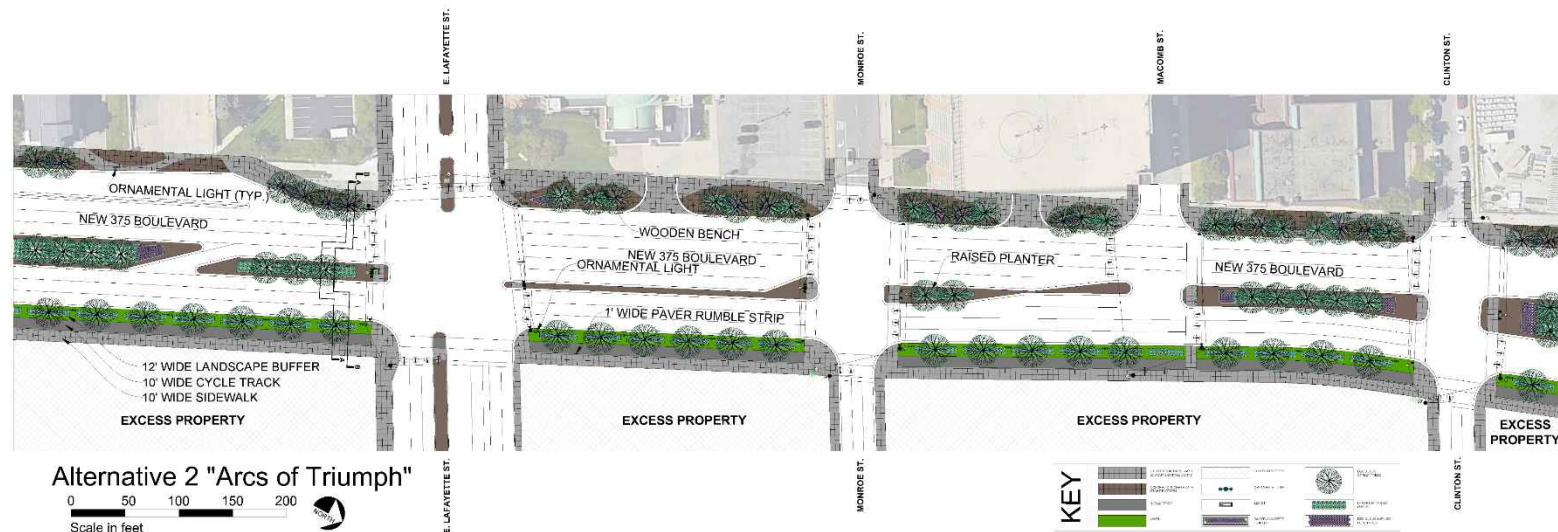 E. LAFAYETTE ST.
MONROE ST.
MACOMB ST.
CLINTON ST.
ORNAMENTAL LIGHT (TYP.)
NEW 375 BOULEVARD
WOODEN BENCH
NEW 375 BOULEVARD
ORNAMENTAL LIGHT
RAISED PLANTER
NEW 375 BOULEVARD
1' WIDE PAVER RUMBLE STRIP
12' WIDE LANDSCAPE BUFFER
10' WIDE CYCLE TRACK
10' WIDE SIDEWALK
EXCESS PROPERTY
EXCESS PROPERTY
EXCESS PROPERTY
EXCESS
PROPERTY
Alternative 2 "Arcs of Triumph"
0 50 100 150 200
Scale in feet
NORTH
E. LAFAYETTE ST.
MONROE ST.
CLINTON ST.
KEY